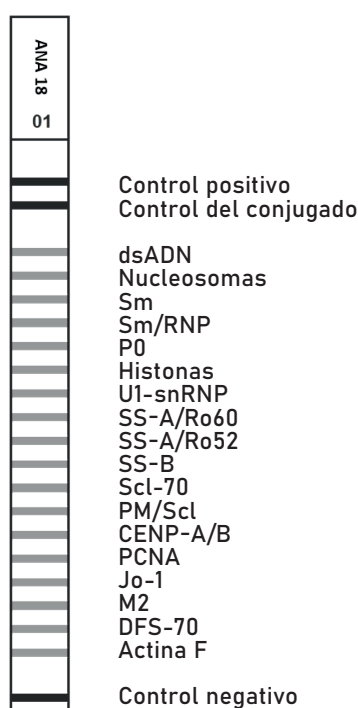 ANA 18
01
Control positivo
Control del conjugado
dsADN
Nucleosomas
Sm
Sm/RNP
P0
Histonas
U1-snRNP
SS-A/Ro60
SS-A/Ro52
SS-B
Scl-70
PM/Scl
CENP-A/B
PCNA
Jo-1
M2
DFS-70
Actina F
Control negativo